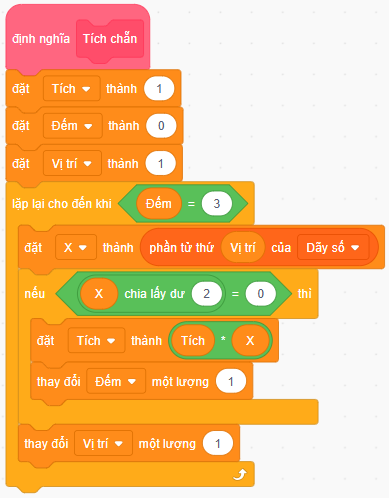 định nghĩa Tích chẵn
đặt Tích thành 1
đặt Đếm thành 0
đặt Vị trí thành 1
lặp lại cho đến khi Đếm = 3
đặt X thành phần tử thứ Vị trí của Dãy số
nếu X chia lấy dư 2 = 0 thì
đặt Tích thành Tích * X
thay đổi Đếm một lượng 1
thay đổi Vị trí một lượng 1